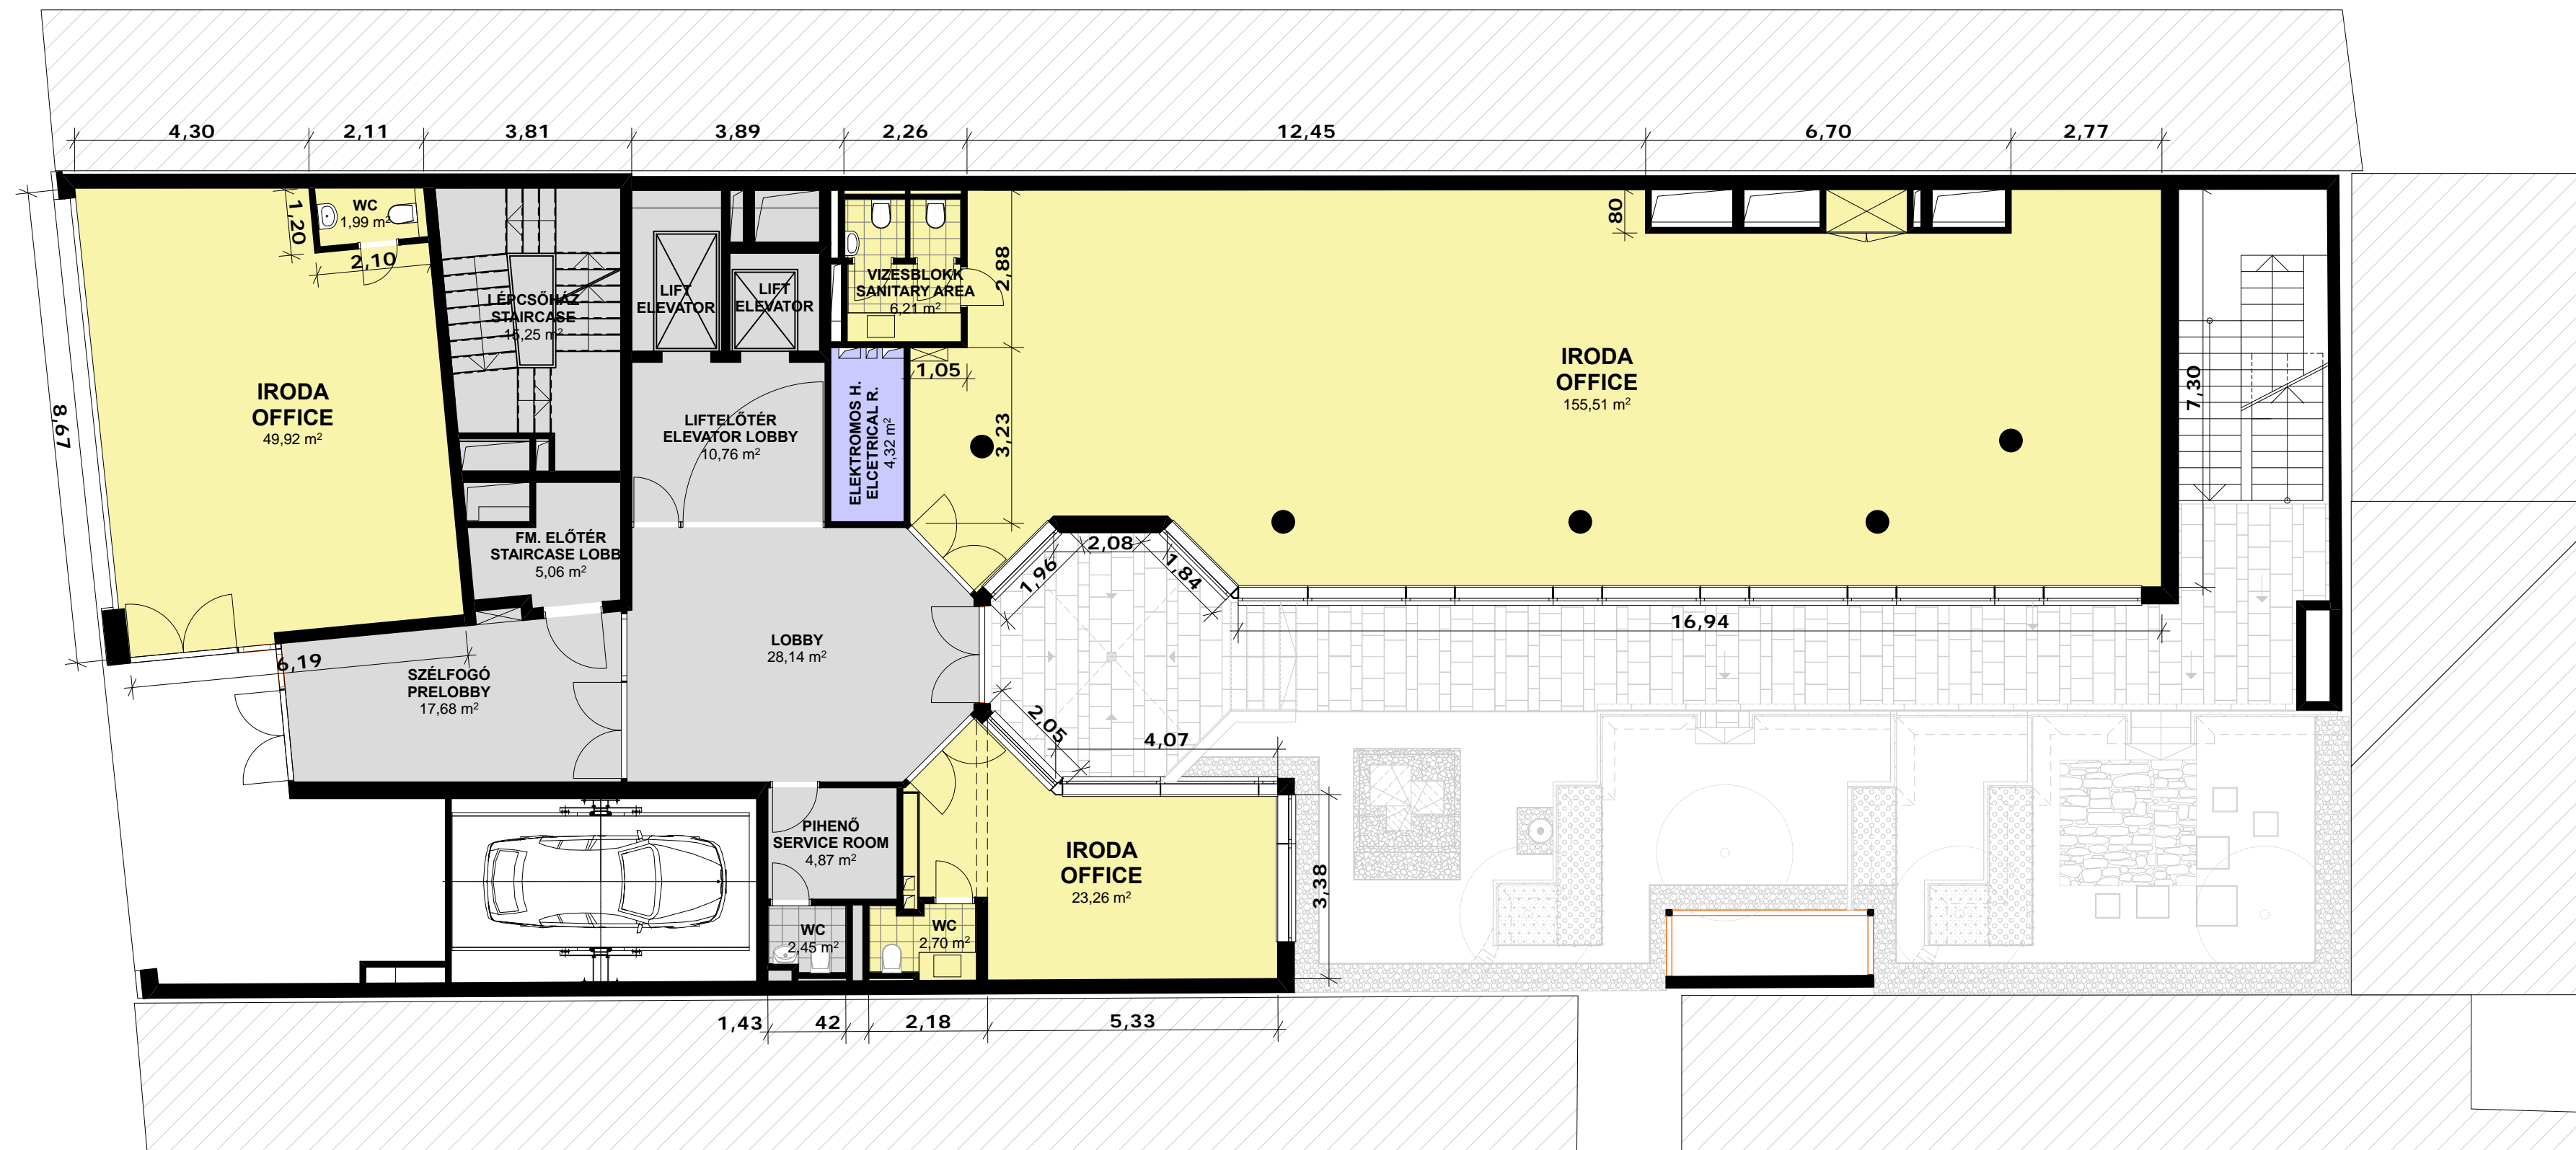 4,30
2,11
3,81
3,89
2,26
12,45
6,70
2,77
8,67
IRODA
OFFICE
49,92 m²
1,20
WC
1,99 m²
2,10
LÉPCSŐHÁZ
STAIRCASE
15,25 m²
LIFT
ELEVATOR
LIFT
ELEVATOR
VIZESBLOKK
SANITARY AREA
6,21 m²
2,88
1,05
3,23
ELEKTROMOS H.
ELCETRICAL R.
4,32 m²
LIFTELŐTÉR
ELEVATOR LOBBY
10,76 m²
80
IRODA
OFFICE
155,51 m²
7,30
FM. ELŐTÉR
STAIRCASE LOBB
5,06 m²
2,08
1,96
1,84
16,94
6,19
SZÉLFOGÓ
PRELOBBY
17,68 m²
LOBBY
28,14 m²
2,05
4,07
PIHENŐ
SERVICE ROOM
4,87 m²
IRODA
OFFICE
23,26 m²
3,38
WC
2,45 m²
WC
2,70 m²
1,43
42
2,18
5,33